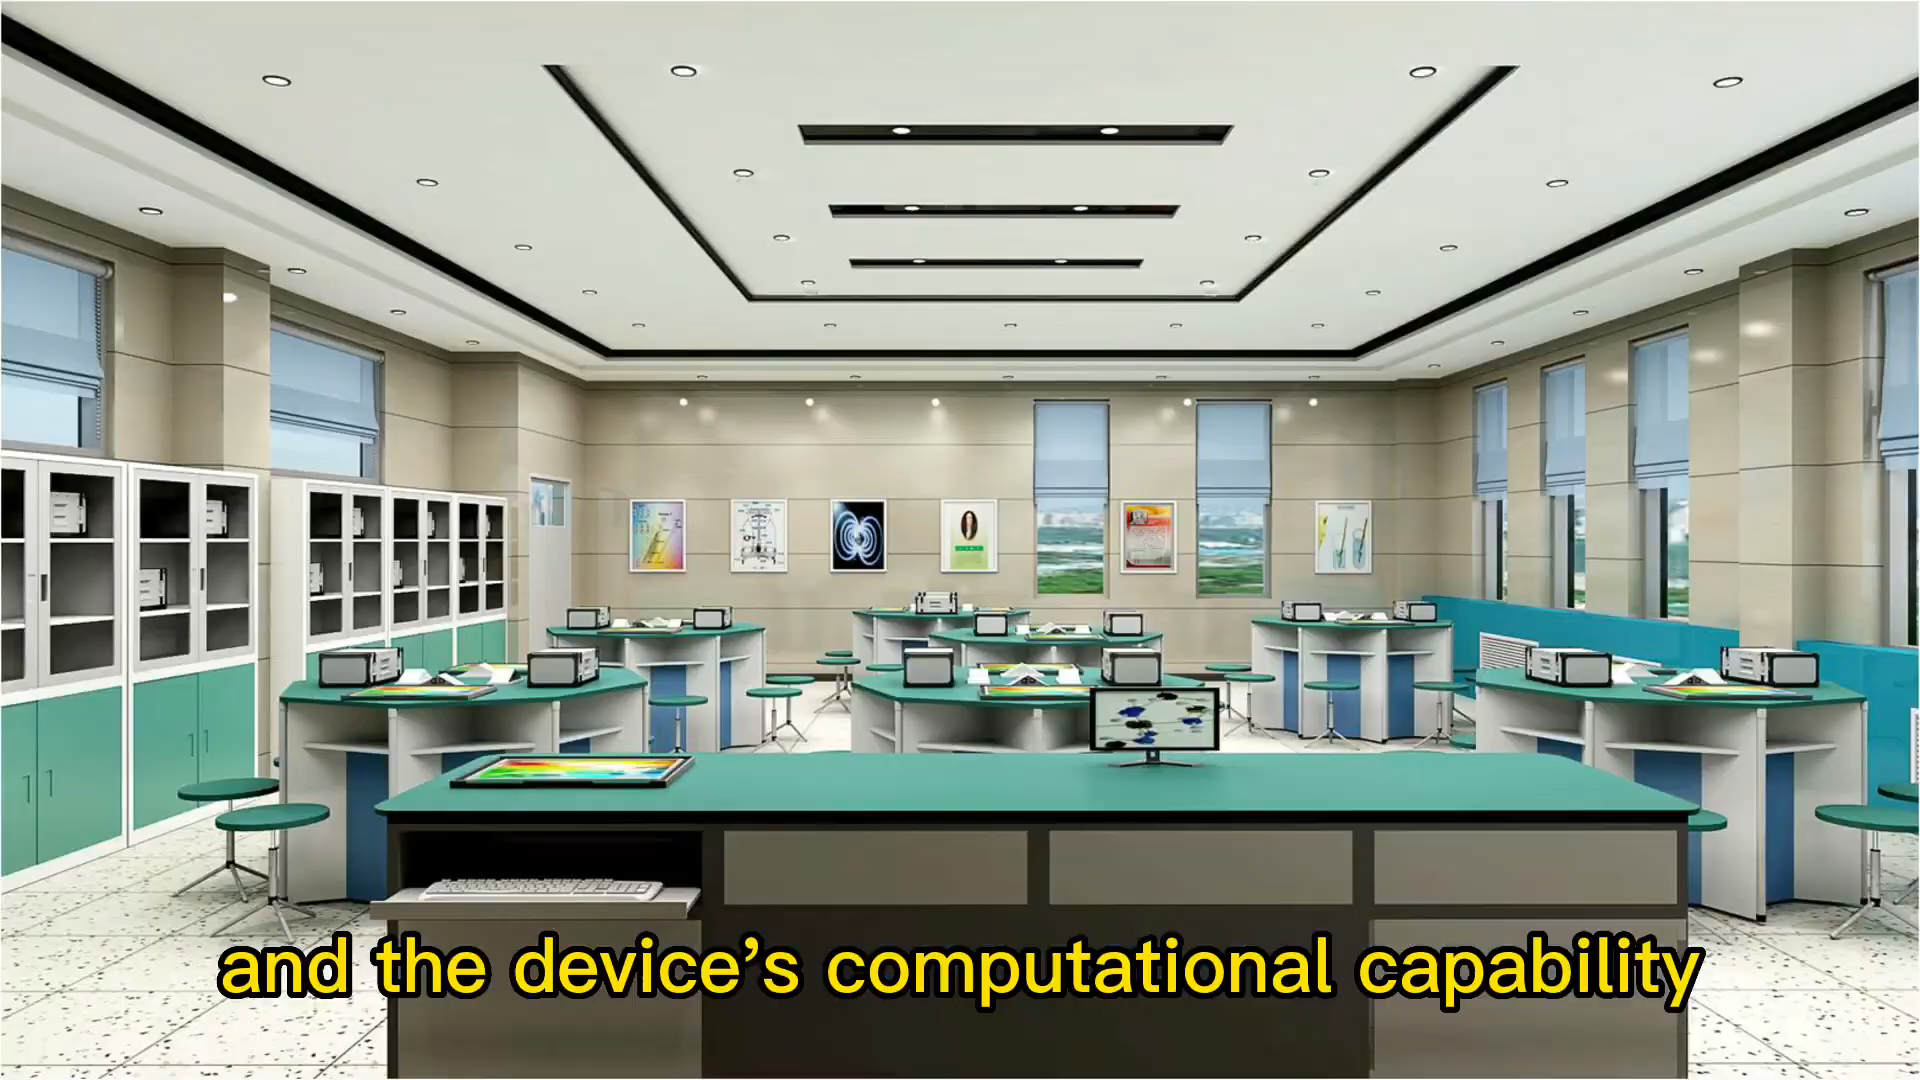 and the device’s computational capability